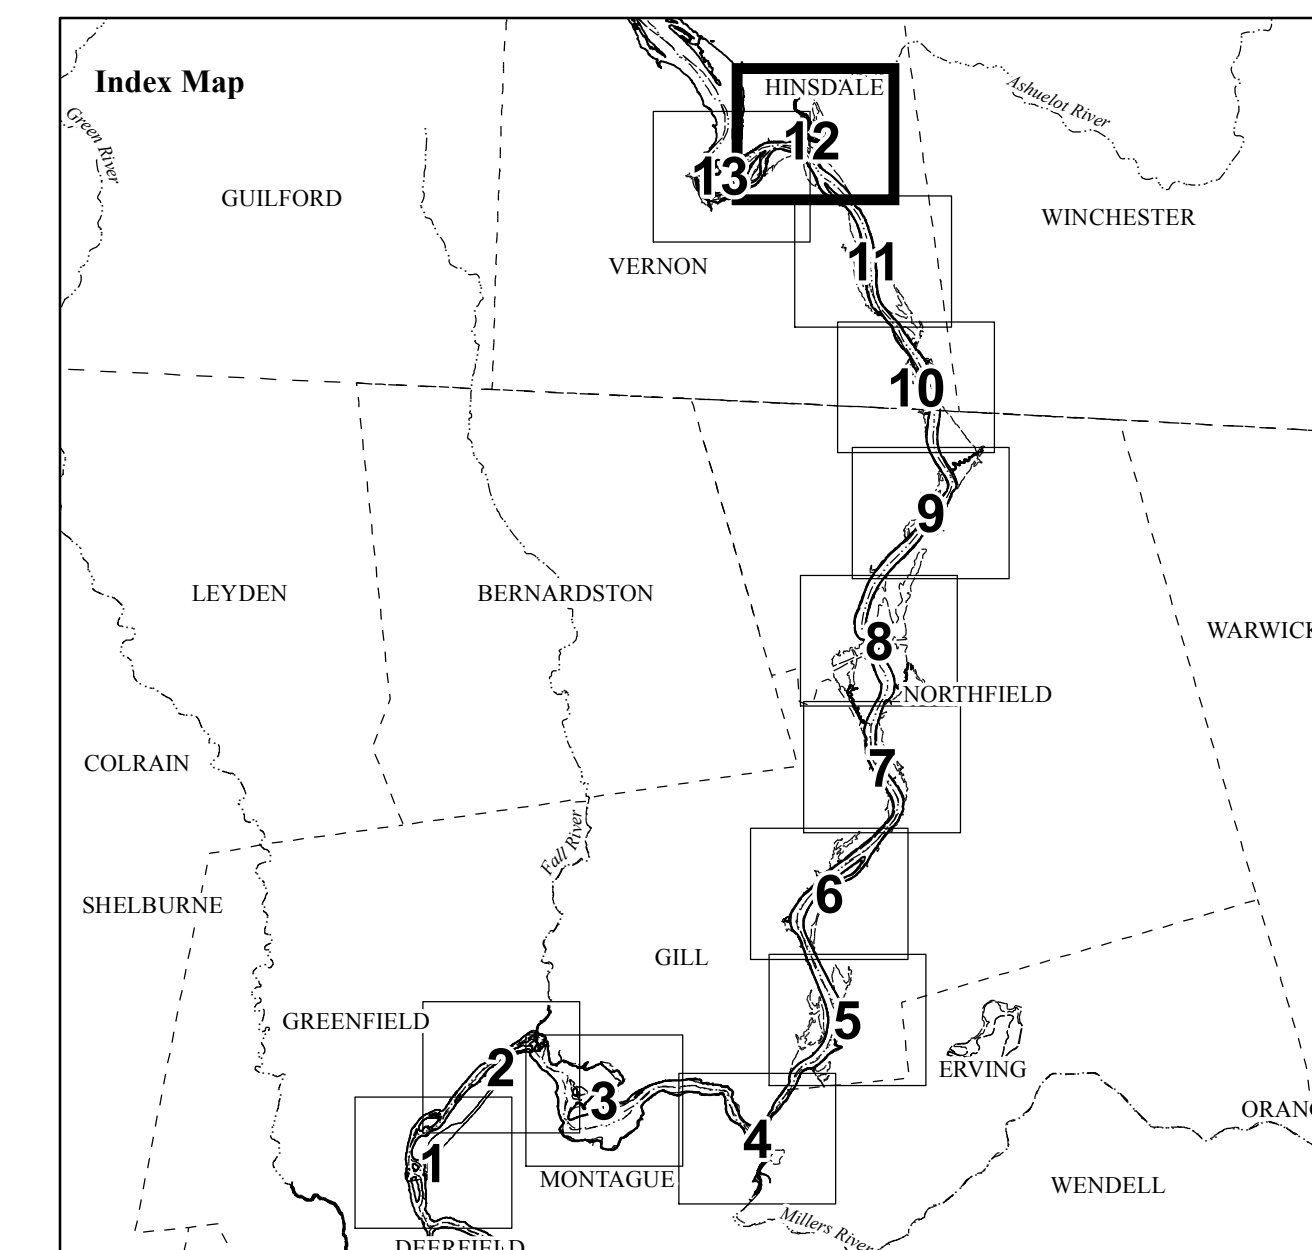 HINSDALE
Index Map
Ashuelot River
Green River
12
13
GUILFORD
WINCHESTER
VERNON
11
10
9
LEYDEN
BERNARDSTON
WARWICK
8
NORTHFIELD
COLRAIN
7
Fall River
6
SHELBURNE
GILL
GREENFIELD
5
2
ERVING
3
ORANG
4
1
MONTAGUE
WENDELL
Millers River
DEERFIELD